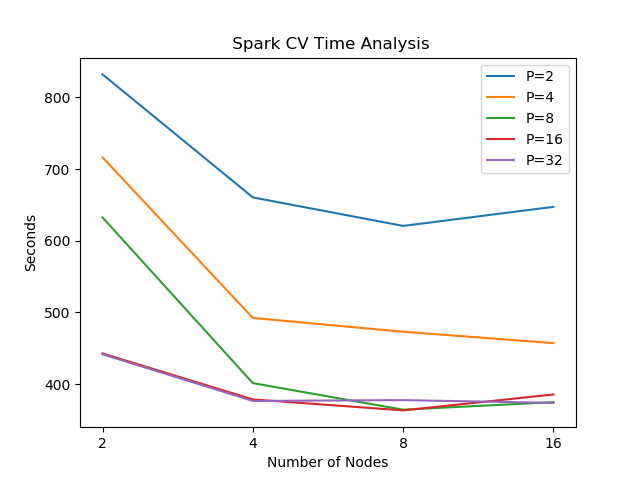 Spark CV Time Analysis
P=2
P=4
P=8
P=16
P=32
800
700
600
500
400
Seconds
2
4
8
16
Number of Nodes